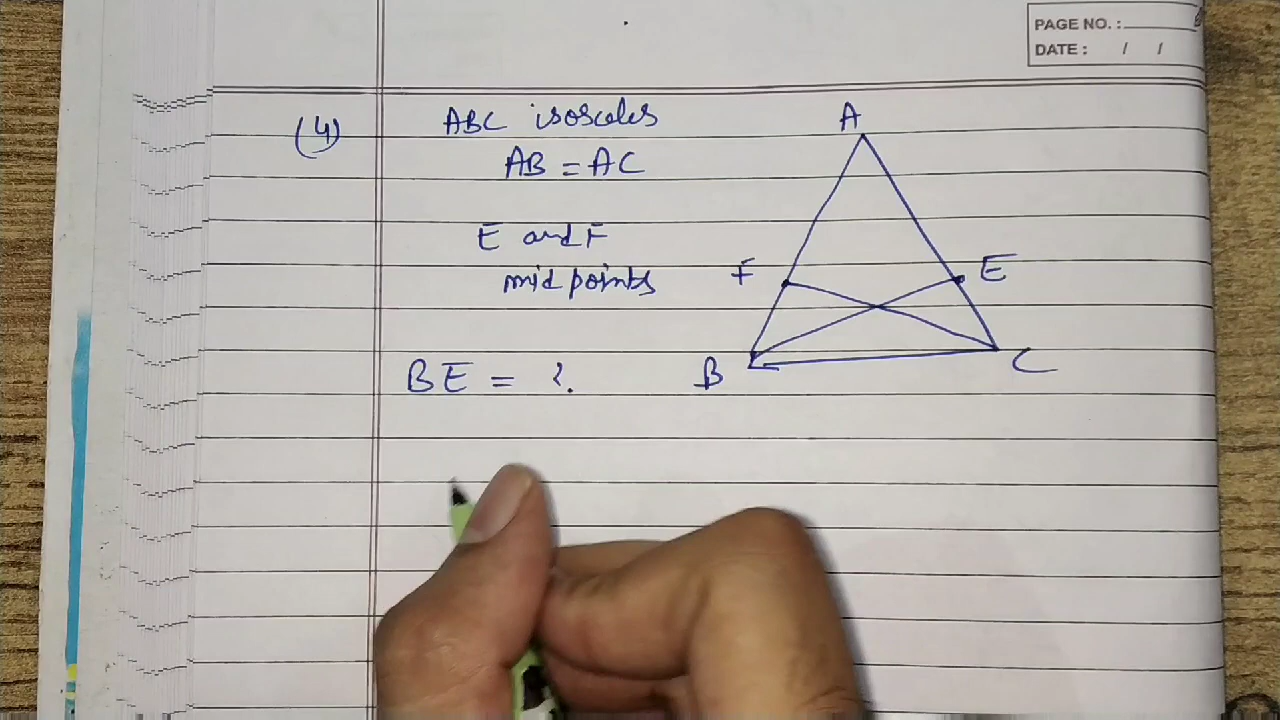 PAGE NO. :
DATE : / /
(4)
ABC isosceles
AB = AC
E and F
mid points
BE = ?.
A
F
E
B
C